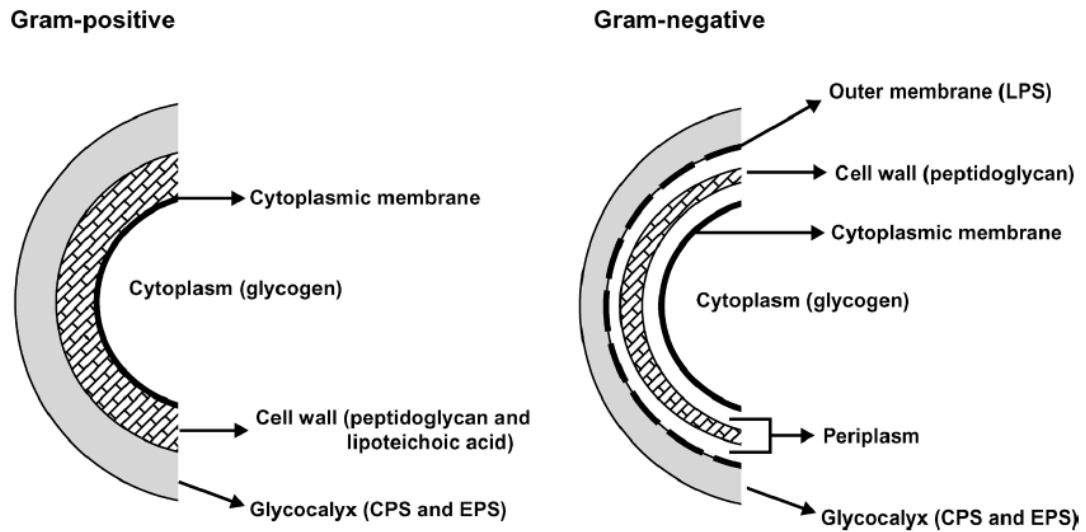 Gram-positive
Cytoplasmic membrane
Cytoplasm (glycogen)
Cell wall (peptidoglycan and
lipoteichoic acid)
Glycocalyx (CPS and EPS)
Gram-negative
Outer membrane (LPS)
Cell wall (peptidoglycan)
Cytoplasmic membrane
Cytoplasm (glycogen)
Periplasm
Glycocalyx (CPS and EPS)